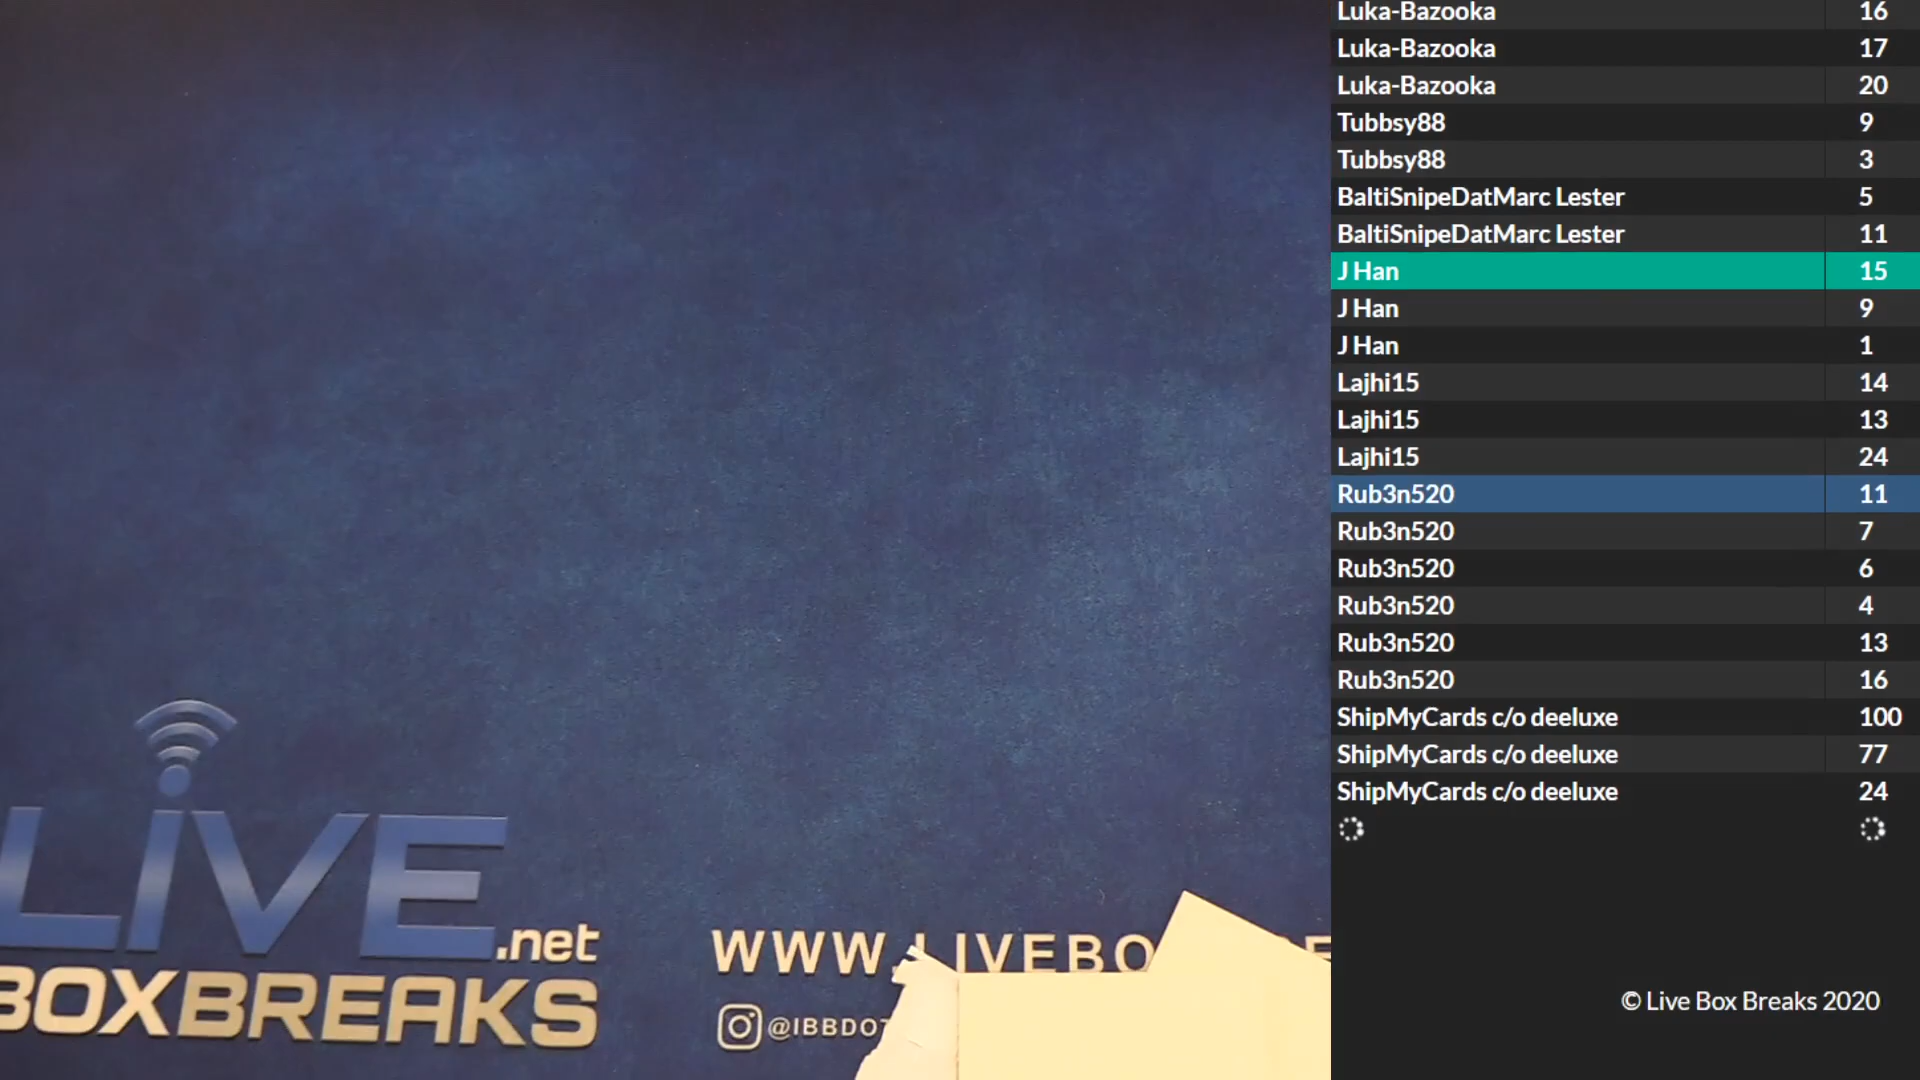 Luka-Bazooka 16
Luka-Bazooka 17
Luka-Bazooka 20
Tubbsy88 9
Tubbsy88 3
BaltiSnipeDatMarc Lester 5
BaltiSnipeDatMarc Lester 11
J Han 15
J Han 9
J Han 1
Lajhi15 14
Lajhi15 13
Lajhi15 24
Rub3n520 11
Rub3n520 7
Rub3n520 6
Rub3n520 4
Rub3n520 13
Rub3n520 16
ShipMyCards c/o deeluxe 100
ShipMyCards c/o deeluxe 77
ShipMyCards c/o deeluxe 24
© Live Box Breaks 2020
LiVE.net
BOXBREAKS
WWW.LIVEBO
@IBBDOT